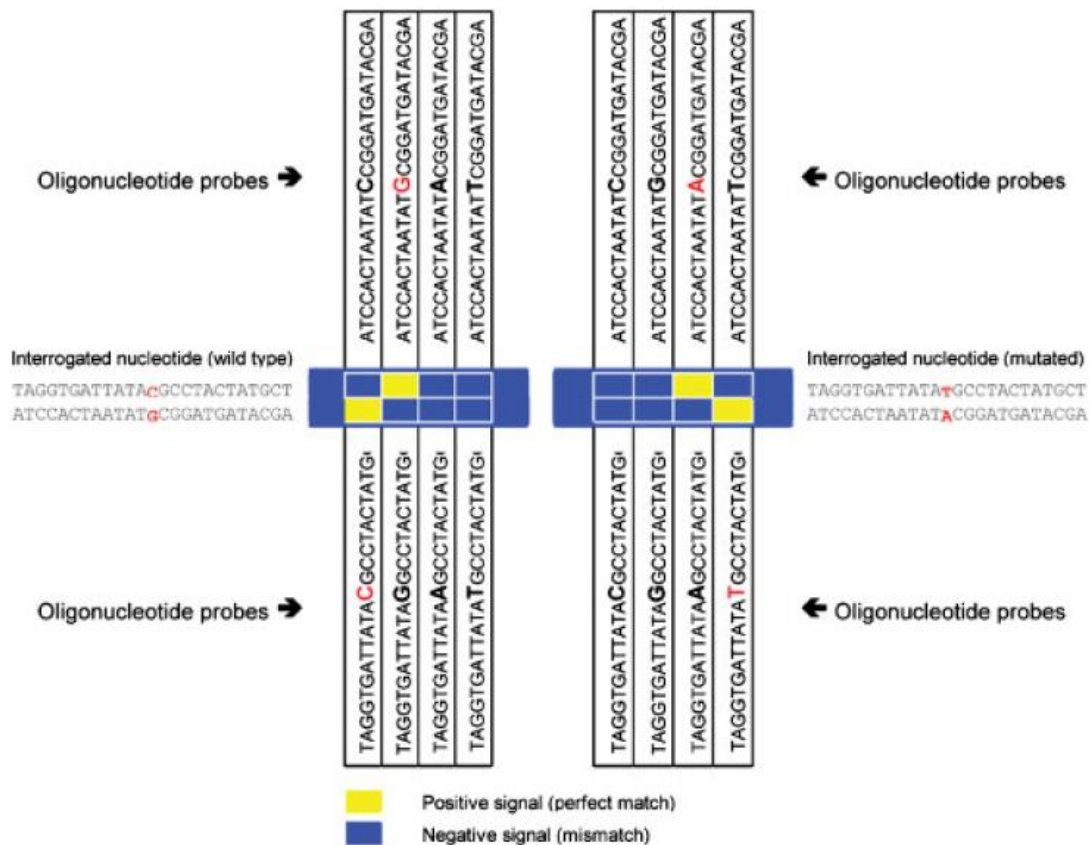 ATCCACTAATATCCGGATGATACGA
ATCCACTAATATGCGGATGATACGA
ATCCACTAATATACGGATGATACGA
ATCCACTAATATTCGGATGATACGA
Oligonucleotide probes →
ATCCACTAATATCCGGATGATACGA
ATCCACTAATATGCGGATGATACGA
ATCCACTAATATACGGATGATACGA
ATCCACTAATATTCGGATGATACGA
← Oligonucleotide probes
Interrogated nucleotide (wild type)
TAGGTGATTATACGCCTACTATGCT
ATCCACTAATATGCGGATGATACGA
Interrogated nucleotide (mutated)
TAGGTGATTATATGCCTACTATGCT
ATCCACTAATATACGGATGATACGA
TAGGTGATTATACGCCTACTATG
TAGGTGATTATAGGCCTACTATG
TAGGTGATTATAAGCCTACTATG
TAGGTGATTATATGCCTACTATG
Oligonucleotide probes →
TAGGTGATTATACGCCTACTATG
TAGGTGATTATAGGCCTACTATG
TAGGTGATTATAAGCCTACTATG
TAGGTGATTATATGCCTACTATG
← Oligonucleotide probes
Positive signal (perfect match)
Negative signal (mismatch)